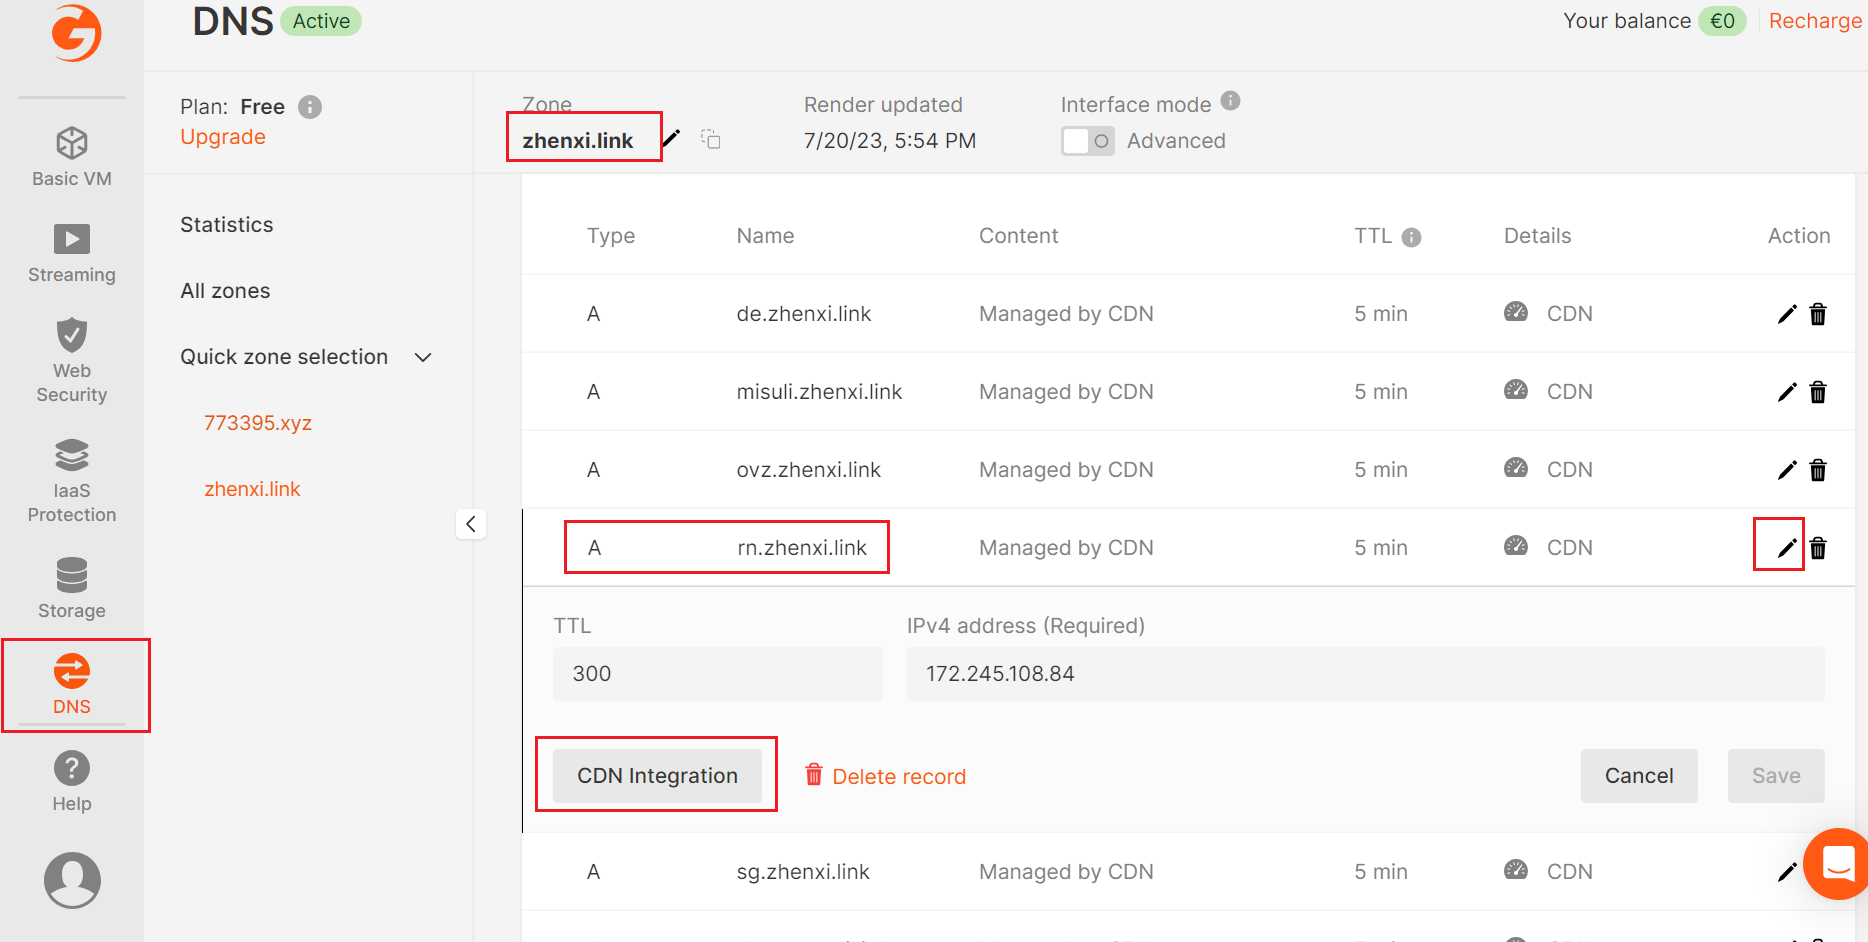 DNS Active
Your balance €0 Recharge
Plan: Free
Upgrade
Zone
zhenxi.link
Render updated
7/20/23, 5:54 PM
Interface mode
Advanced
Basic VM
Streaming
Web
Security
IaaS
Protection
Storage
DNS
Help
Statistics
All zones
Quick zone selection
773395.xyz
zhenxi.link
Type Name Content TTL Details Action
A de.zhenxi.link Managed by CDN 5 min CDN
A misuli.zhenxi.link Managed by CDN 5 min CDN
A ovz.zhenxi.link Managed by CDN 5 min CDN
A rn.zhenxi.link Managed by CDN 5 min CDN
TTL IPv4 address (Required)
300 172.245.108.84
CDN Integration Delete record Cancel Save
A sg.zhenxi.link Managed by CDN 5 min CDN